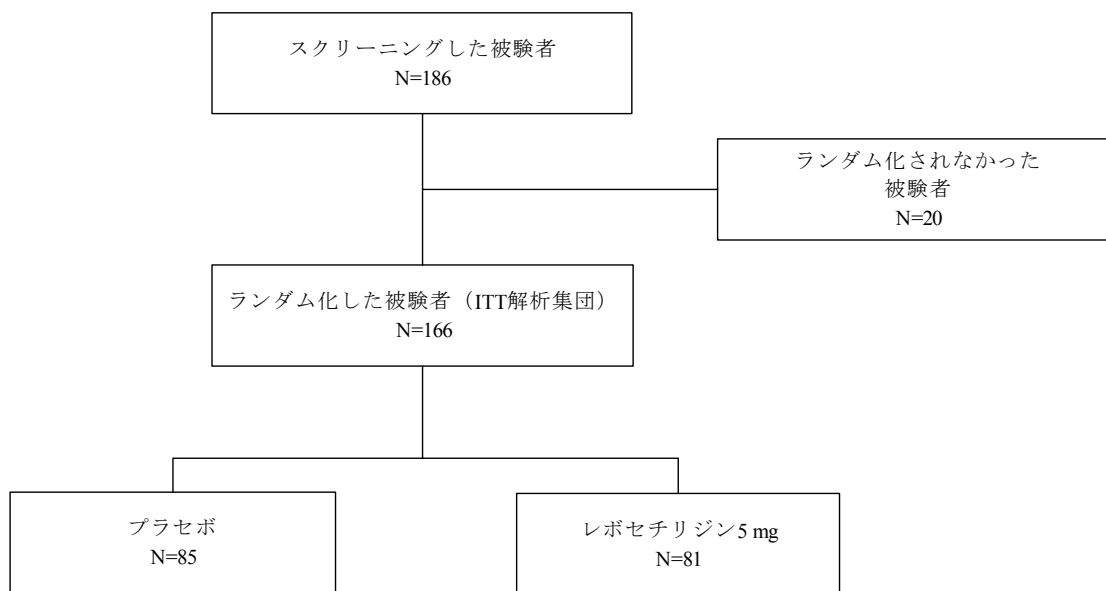 スクリーニングした被験者
N=186
ランダム化されなかった
被験者
N=20
ランダム化した被験者（ITT解析集団）
N=166
プラセボ
N=85
レボセチリジン5 mg
N=81